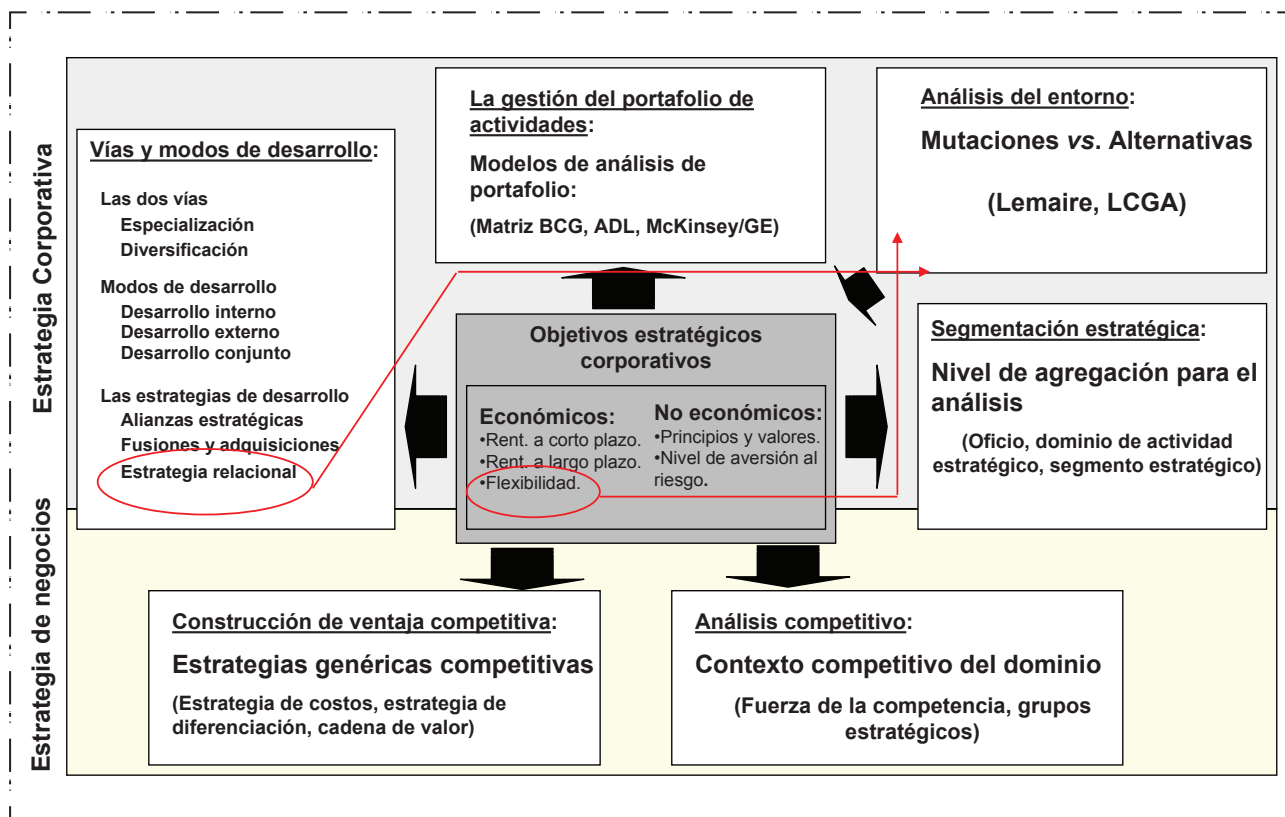 Estrategia Corporativa
Estrategia de negocios
Vías y modos de desarrollo:
Las dos vías
Especialización
Diversificación
Modos de desarrollo
Desarrollo interno
Desarrollo externo
Desarrollo conjunto
Las estrategias de desarrollo
Alianzas estratégicas
Fusiones y adquisiciones
Estrategia relacional
La gestión del portafolio de
actividades:
Modelos de análisis de
portafolio:
(Matriz BCG, ADL, McKinsey/GE)
Análisis del entorno:
Mutaciones vs. Alternativas
(Lemaire, LCGA)
Objetivos estratégicos
corporativos
Económicos:
•Rent. a corto plazo.
•Rent. a largo plazo.
•Flexibilidad.
No económicos:
•Principios y valores.
•Nivel de aversión al
riesgo.
Segmentación estratégica:
Nivel de agregación para el
análisis
(Oficio, dominio de actividad
estratégico, segmento estratégico)
Construcción de ventaja competitiva:
Estrategias genéricas competitivas
(Estrategia de costos, estrategia de
diferenciación, cadena de valor)
Análisis competitivo:
Contexto competitivo del dominio
(Fuerza de la competencia, grupos
estratégicos)